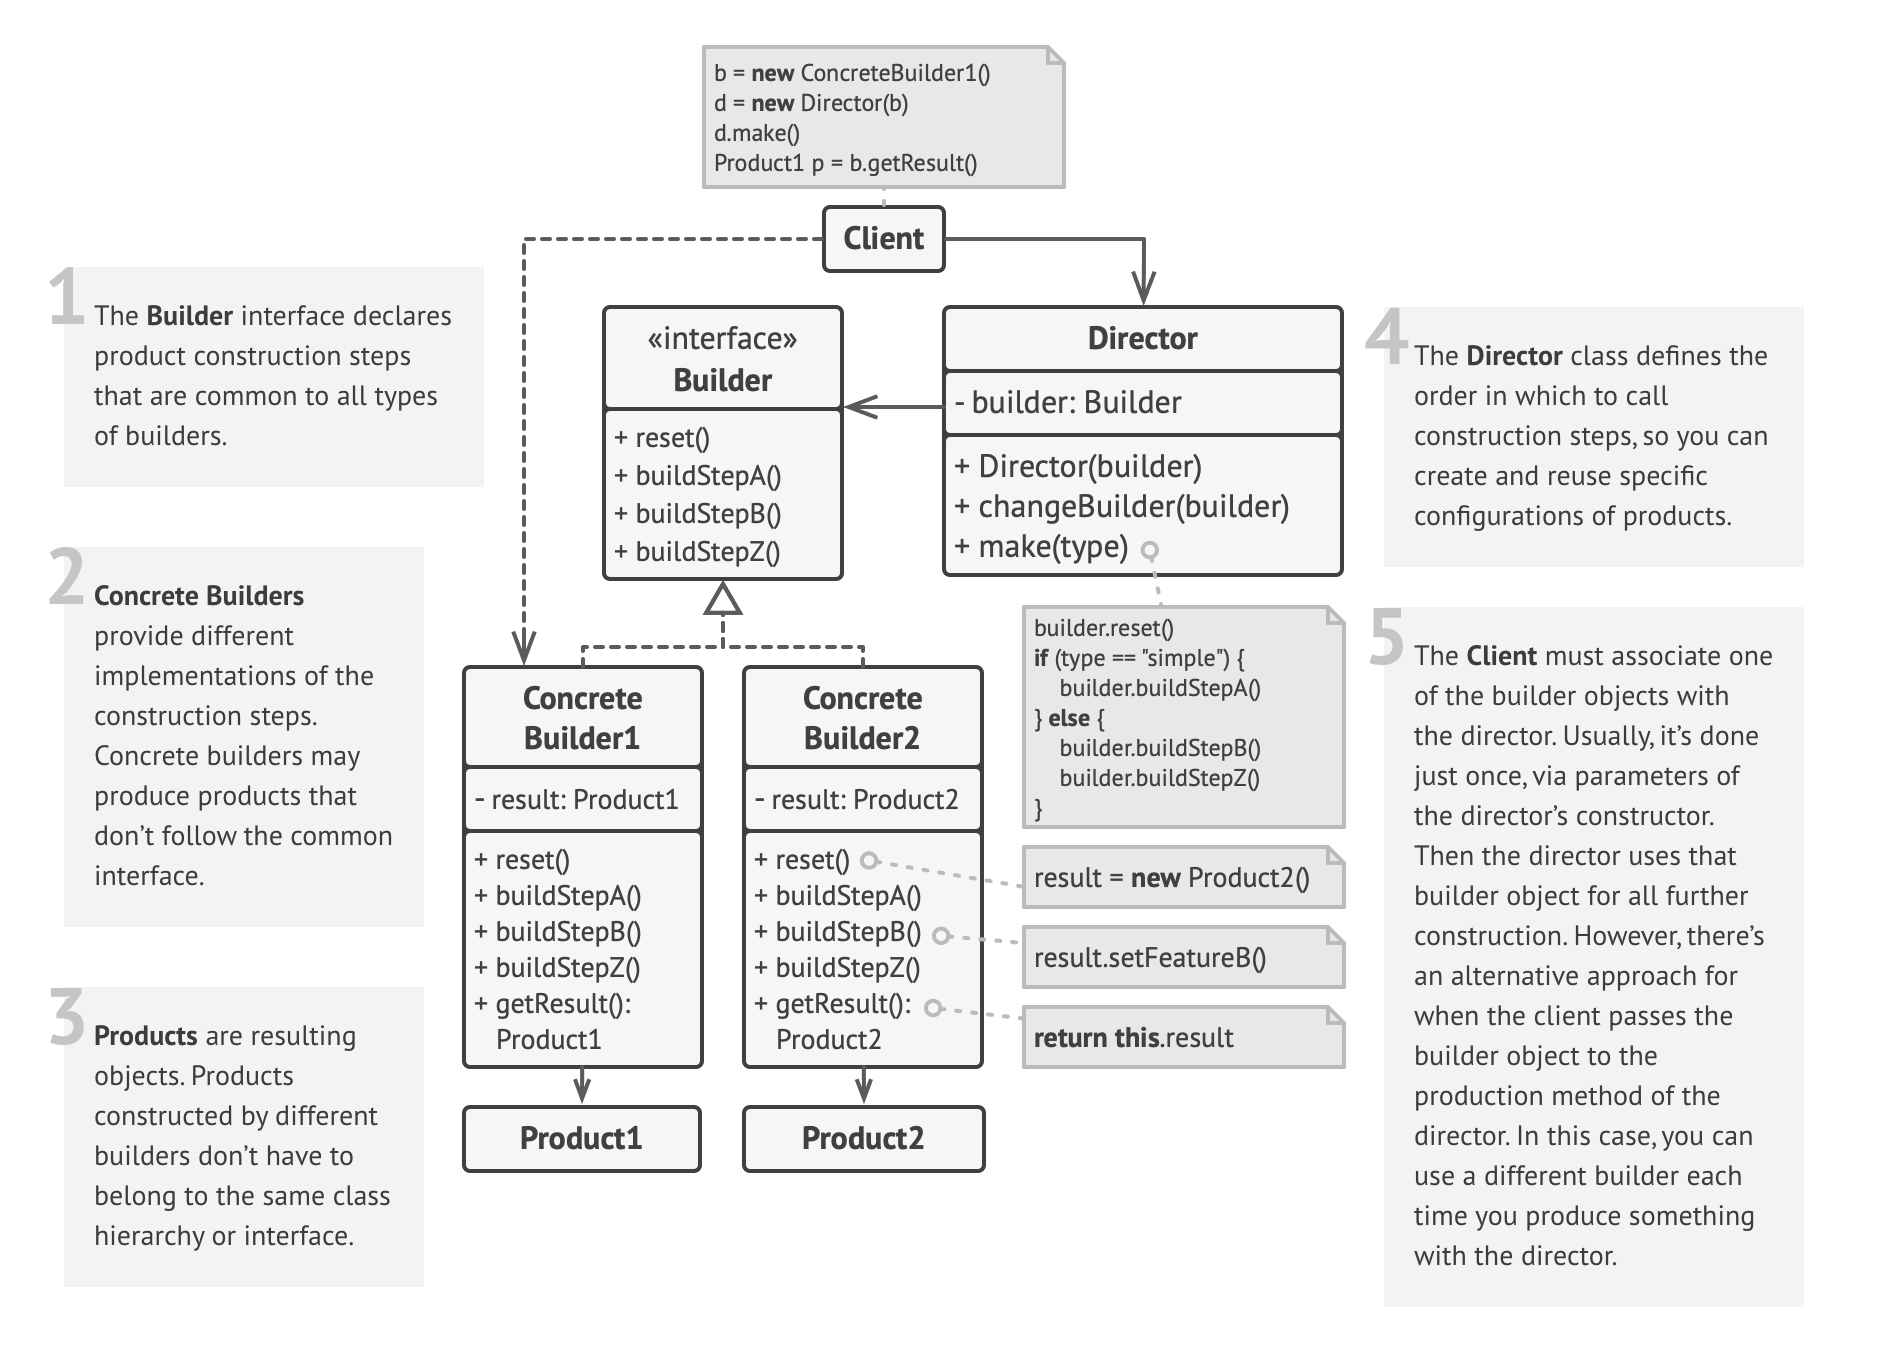 b = new ConcreteBuilder1()
d = new Director(b)
d.make()
Product1 p = b.getResult()
Client
1
The Builder interface declares
product construction steps
that are common to all types
of builders.
«interface»
Builder
+ reset()
+ buildStepA()
+ buildStepB()
+ buildStepZ()
Director
- builder: Builder
+ Director(builder)
+ changeBuilder(builder)
+ make(type)
4
The Director class defines the
order in which to call
construction steps, so you can
create and reuse specific
configurations of products.
2
Concrete Builders
provide different
implementations of the
construction steps.
Concrete builders may
produce products that
don’t follow the common
interface.
builder.reset()
if (type == "simple") {
builder.buildStepA()
} else {
builder.buildStepB()
builder.buildStepZ()
}
Concrete
Builder1
- result: Product1
+ reset()
+ buildStepA()
+ buildStepB()
+ buildStepZ()
+ getResult():
Product1
Concrete
Builder2
- result: Product2
+ reset()
+ buildStepA()
+ buildStepB()
+ buildStepZ()
+ getResult():
Product2
result = new Product2()
result.setFeatureB()
return this.result
5
The Client must associate one
of the builder objects with
the director. Usually, it’s done
just once, via parameters of
the director’s constructor.
Then the director uses that
builder object for all further
construction. However, there’s
an alternative approach for
when the client passes the
builder object to the
production method of the
director. In this case, you can
use a different builder each
time you produce something
with the director.
3
Products are resulting
objects. Products
constructed by different
builders don’t have to
belong to the same class
hierarchy or interface.
Product1
Product2